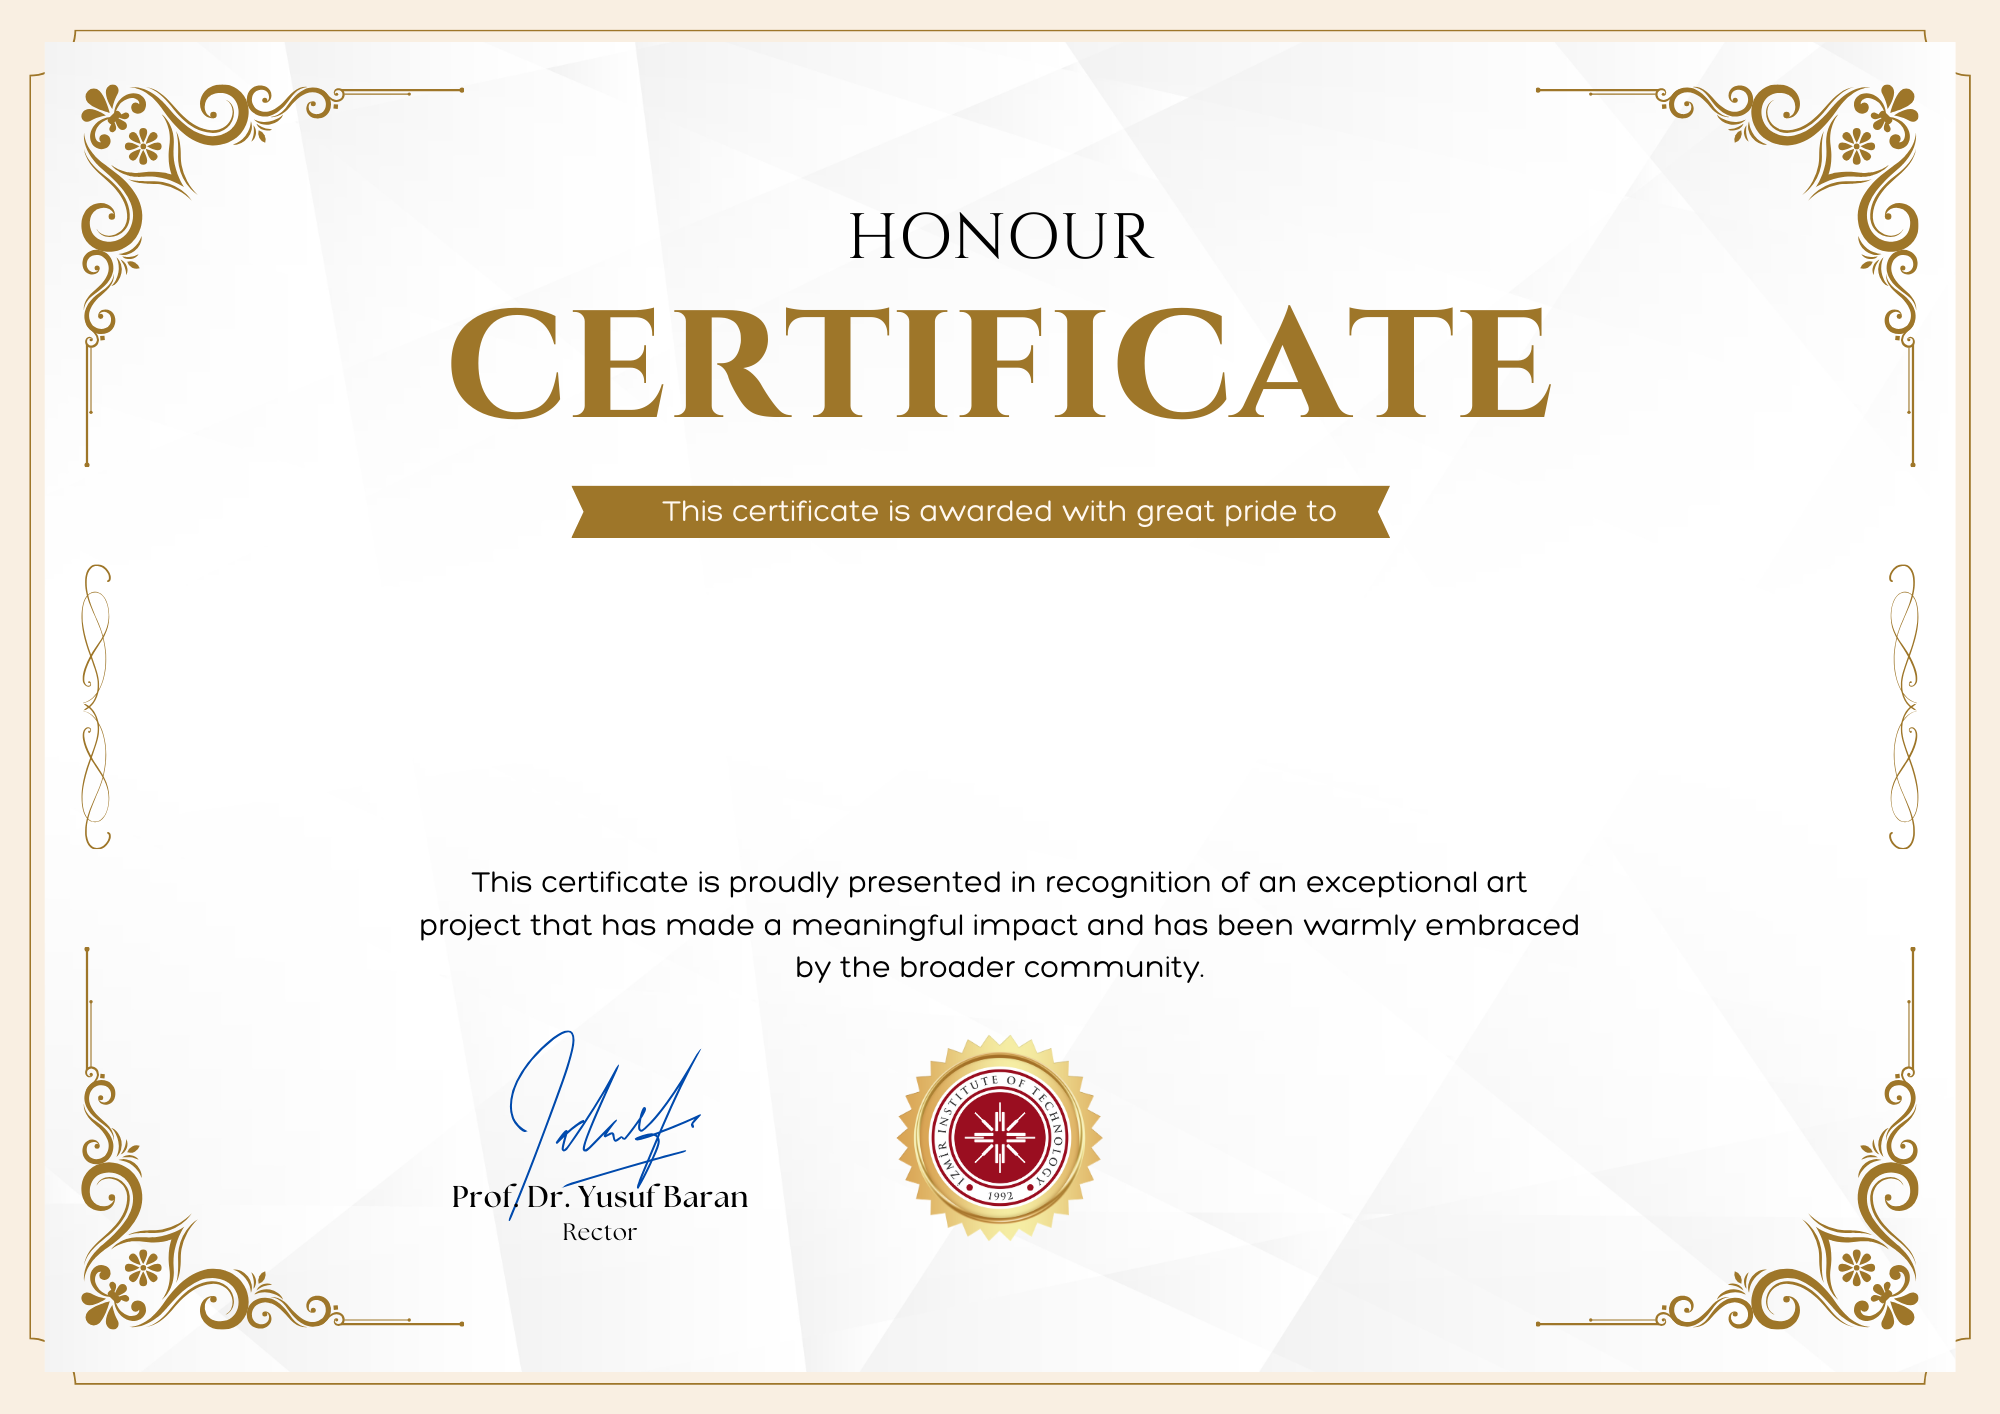 HONOUR
CERTIFICATE
This certificate is awarded with great pride to
This certificate is proudly presented in recognition of an exceptional art
project that has made a meaningful impact and has been warmly embraced
by the broader community.
Prof. Dr. Yusuf Baran
Rector
İZMİR INSTITUTE OF TECHNOLOGY
1992